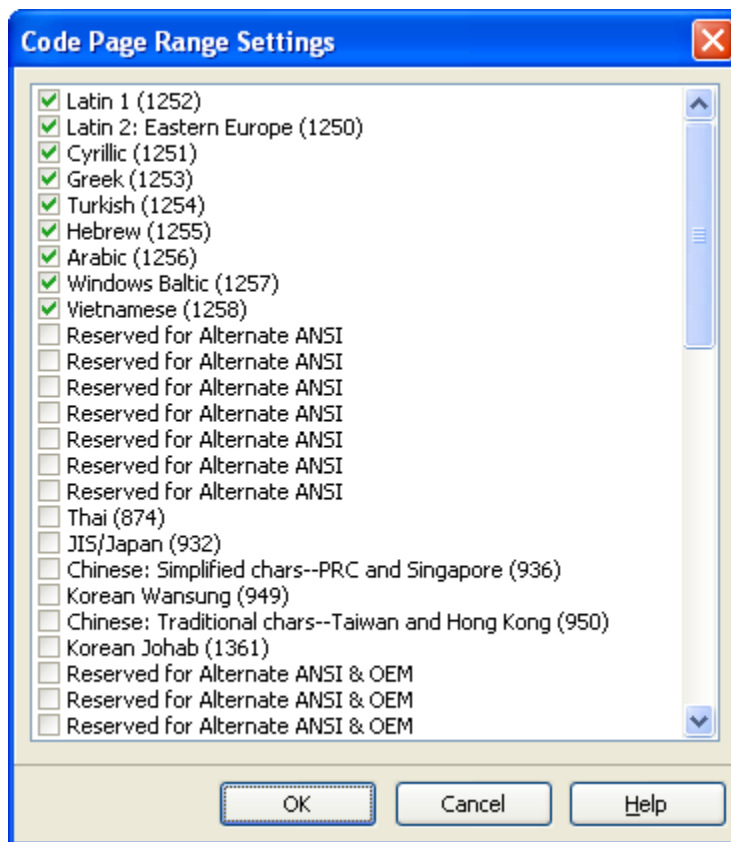 Code Page Range Settings
Latin 1 (1252)
Latin 2: Eastern Europe (1250)
Cyrillic (1251)
Greek (1253)
Turkish (1254)
Hebrew (1255)
Arabic (1256)
Windows Baltic (1257)
Vietnamese (1258)
Reserved for Alternate ANSI
Reserved for Alternate ANSI
Reserved for Alternate ANSI
Reserved for Alternate ANSI
Reserved for Alternate ANSI
Reserved for Alternate ANSI
Reserved for Alternate ANSI
Thai (874)
JIS/Japan (932)
Chinese: Simplified chars--PRC and Singapore (936)
Korean Wansung (949)
Chinese: Traditional chars--Taiwan and Hong Kong (950)
Korean Johab (1361)
Reserved for Alternate ANSI & OEM
Reserved for Alternate ANSI & OEM
Reserved for Alternate ANSI & OEM
OK Cancel Help